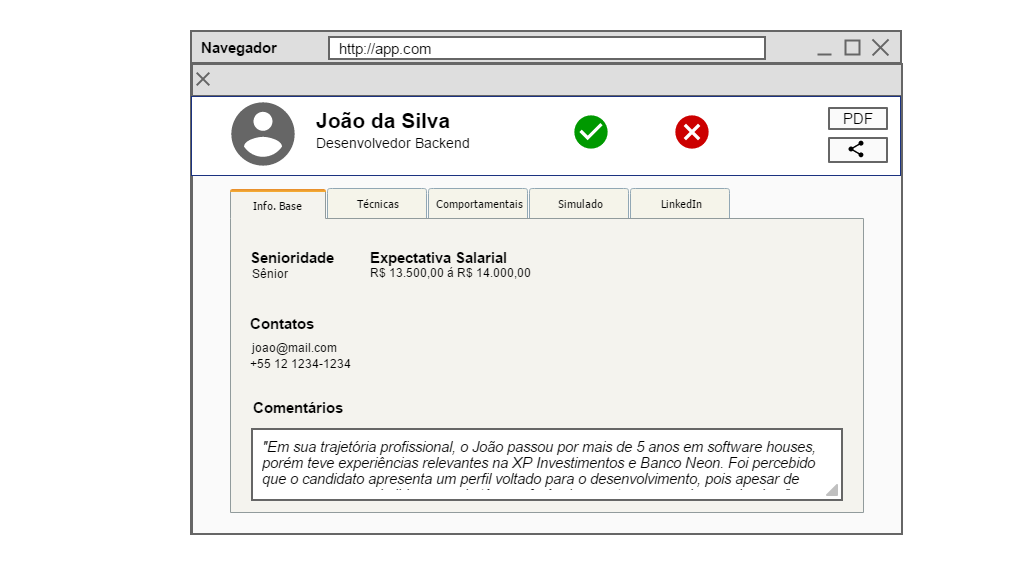 Navegador
http://app.com
João da Silva
Desenvolvedor Backend
PDF
Info. Base
Técnicas
Comportamentais
Simulado
LinkedIn
Senioridade
Expectativa Salarial
Sênior
R$ 13.500,00 á R$ 14.000,00
Contatos
joao@mail.com
+55 12 1234-1234
Comentários
"Em sua trajetória profissional, o João passou por mais de 5 anos em software houses,
porém teve experiências relevantes na XP Investimentos e Banco Neon. Foi percebido
que o candidato apresenta um perfil voltado para o desenvolvimento, pois apesar de